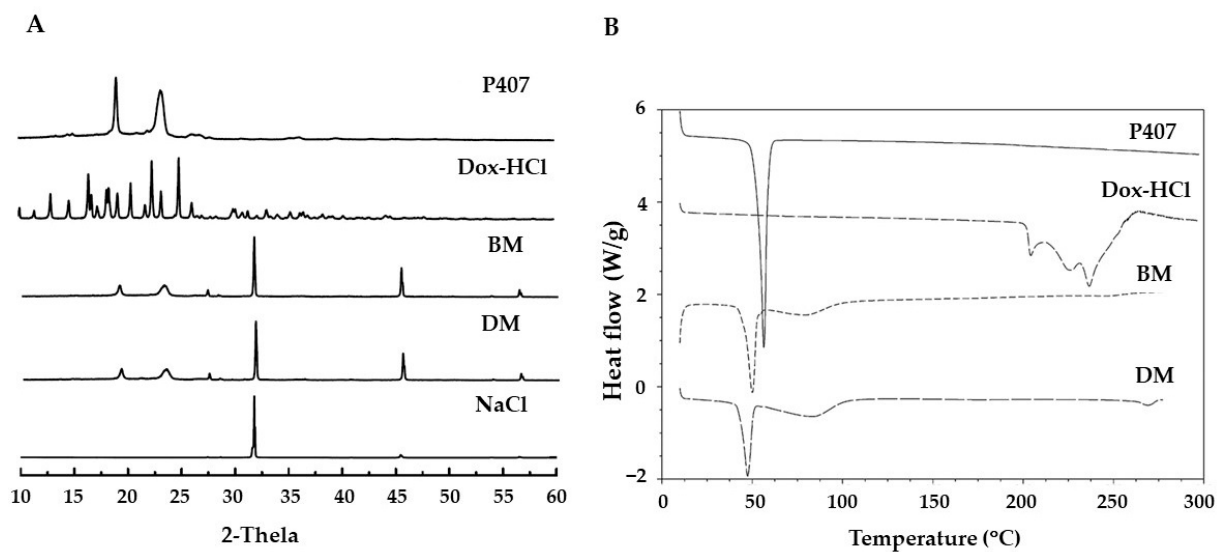 A
P407
Dox-HCl
BM
DM
NaCl
10 15 20 25 30 35 40 45 50 55 60
2-Thela
B
6
4
2
0
−2
Heat flow (W/g)
P407
Dox-HCl
BM
DM
0 50 100 150 200 250 300
Temperature (°C)